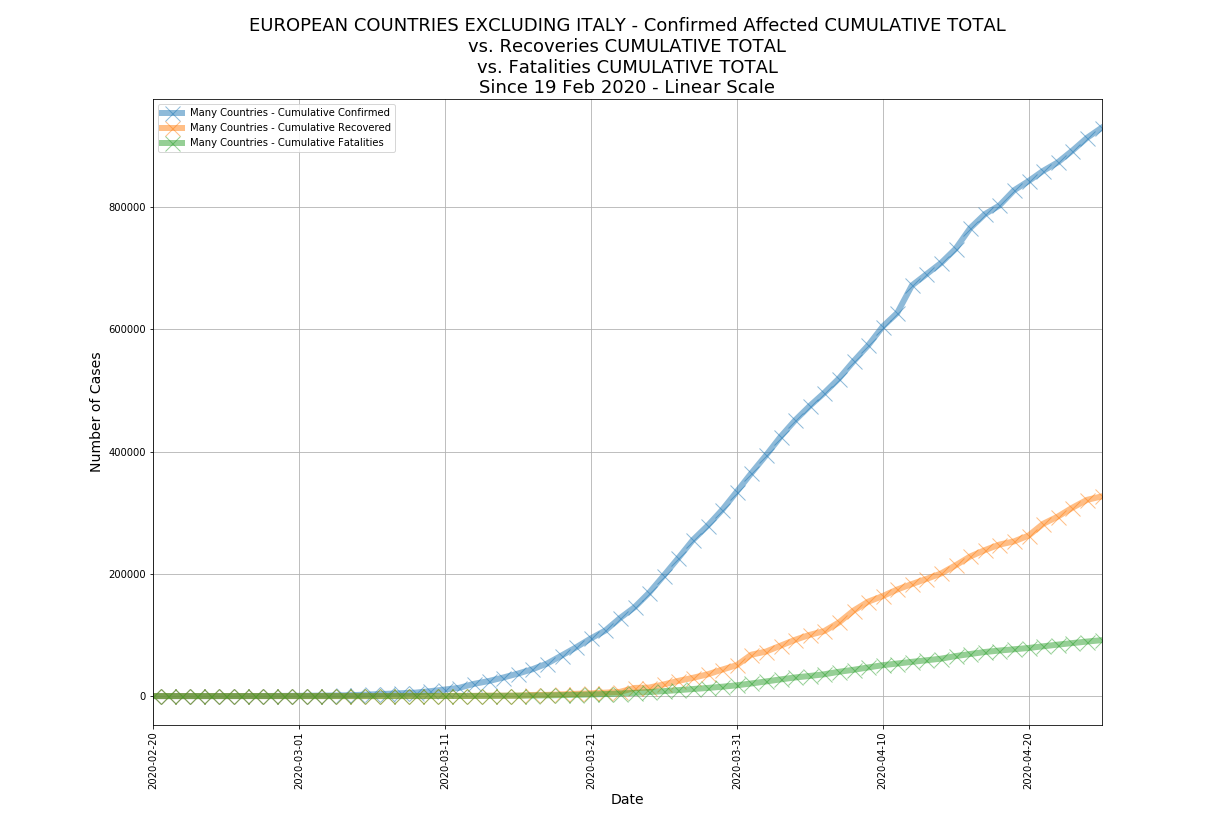 EUROPEAN COUNTRIES EXCLUDING ITALY - Confirmed Affected CUMULATIVE TOTAL
vs. Recoveries CUMULATIVE TOTAL
vs. Fatalities CUMULATIVE TOTAL
Since 19 Feb 2020 - Linear Scale
Many Countries - Cumulative Confirmed
Many Countries - Cumulative Recovered
Many Countries - Cumulative Fatalities
800000
600000
400000
200000
0
Number of Cases
2020-02-20
2020-03-01
2020-03-11
2020-03-21
2020-03-31
2020-04-10
2020-04-20
Date